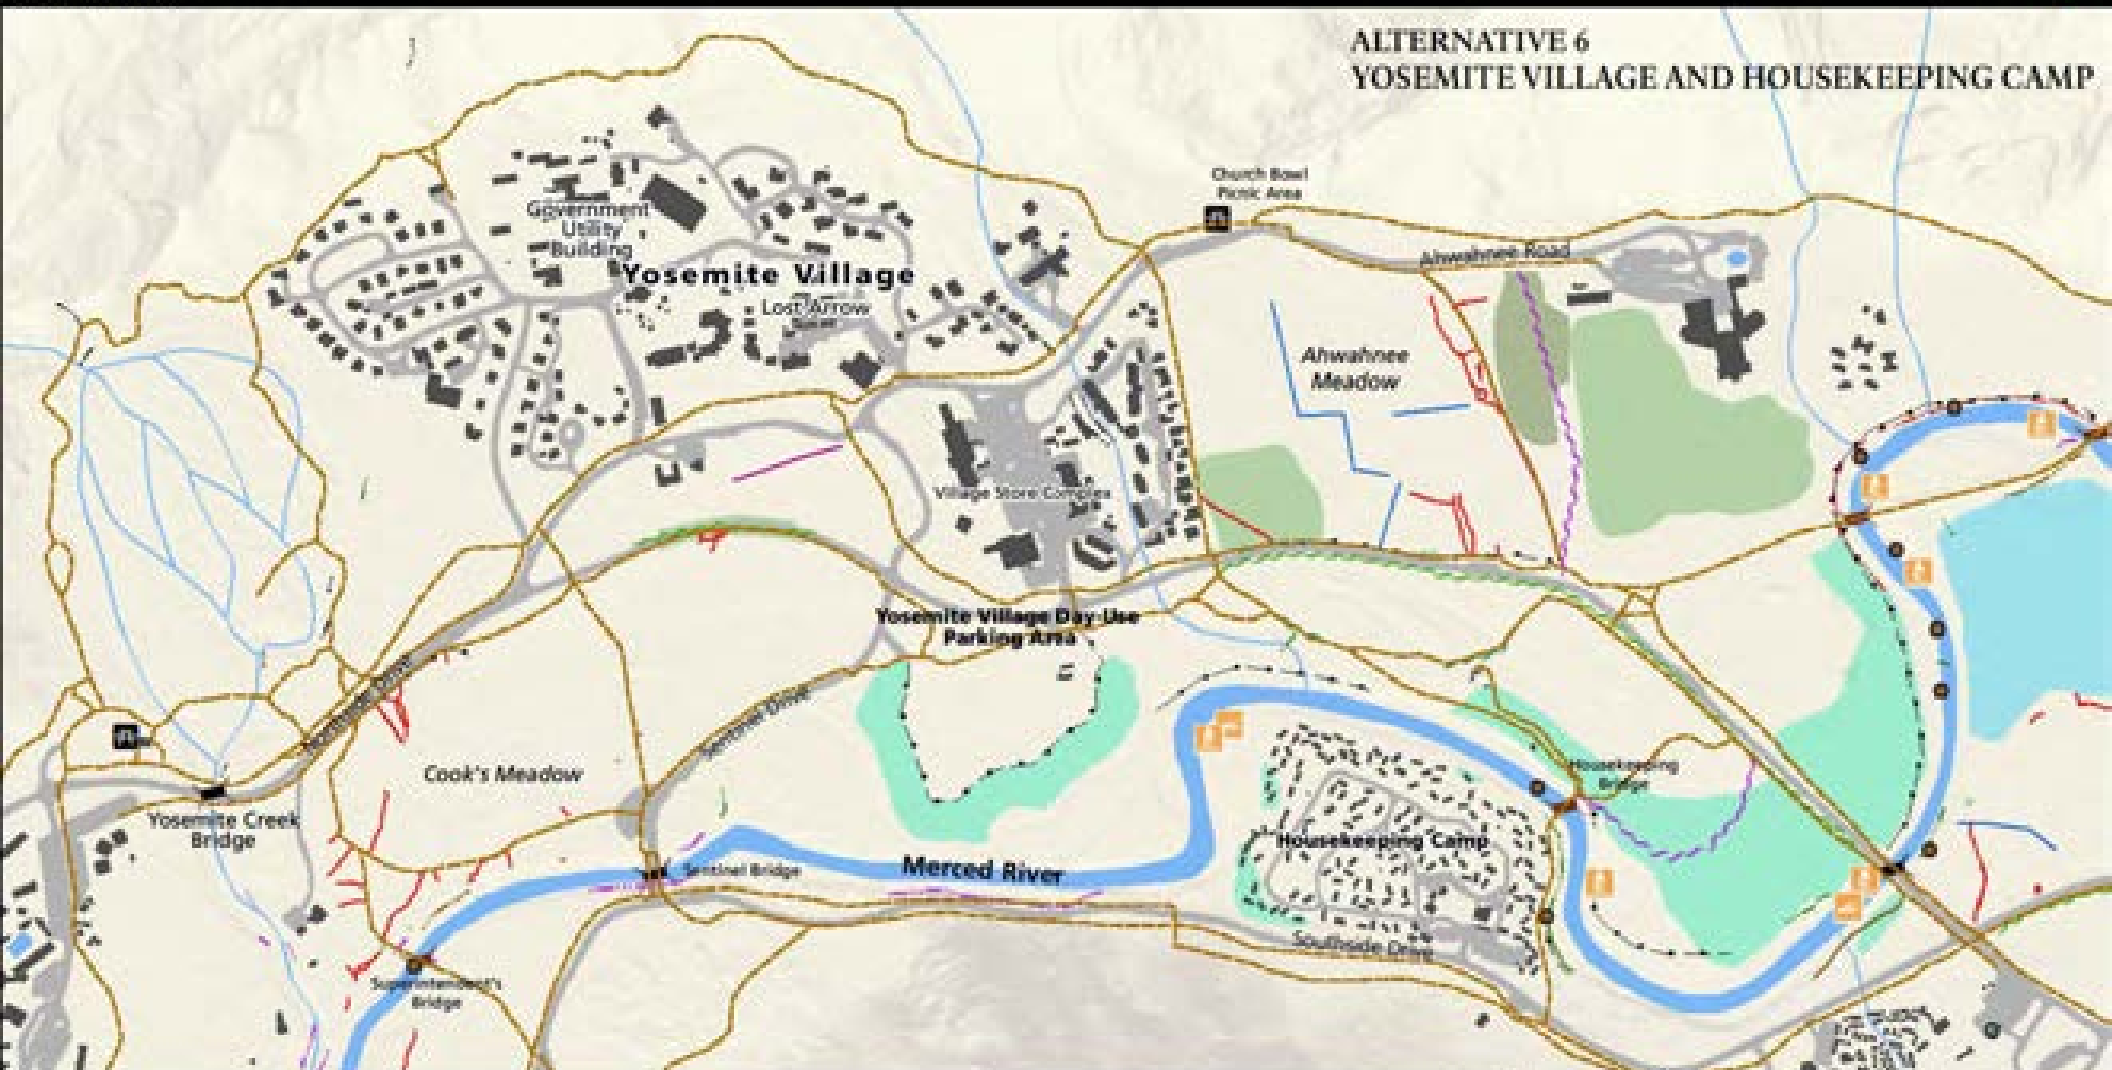 ALTERNATIVE 6
YOSEMITE VILLAGE AND HOUSEKEEPING CAMP
Church Bowl
Picnic Area
Government
Utility
Building
Yosemite Village
Ahwahnee Road
Lost Arrow
Ahwahnee
Meadow
Village Store Complex
Yosemite Village Day Use
Parking Area
Northside Drive
Sentinel Drive
Cook's Meadow
Housekeeping
Bridge
Yosemite Creek
Bridge
Housekeeping Camp
Sentinel Bridge
Merced River
Southside Drive
Superintendent's
Bridge